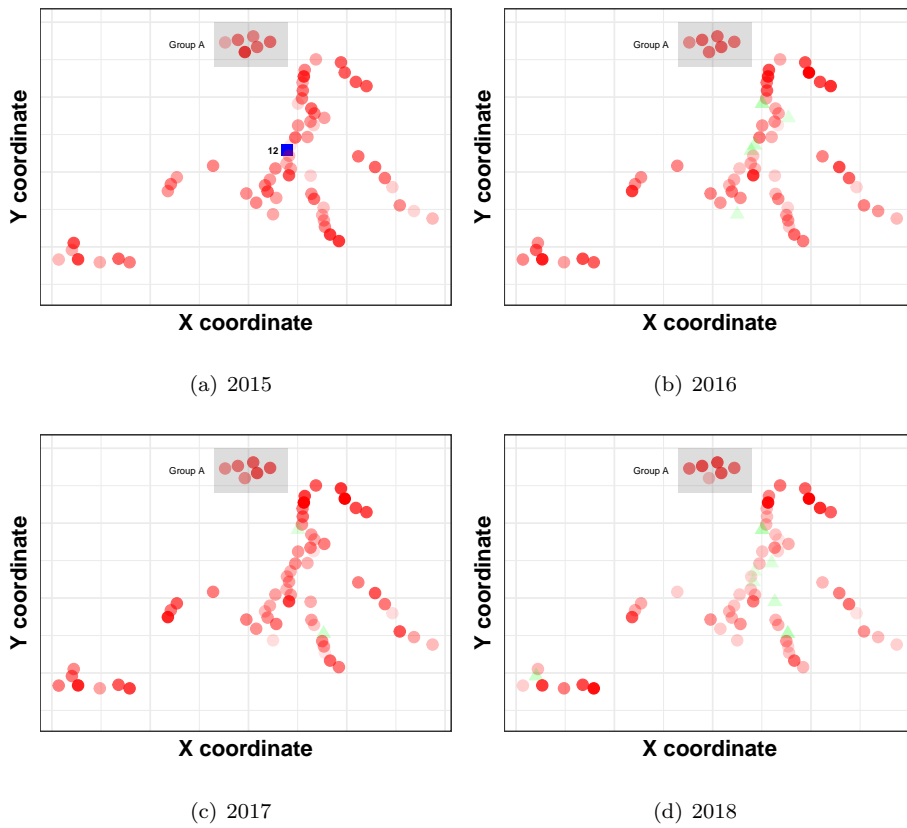 Group A
12
Y coordinate
X coordinate
(a) 2015
Group A
Y coordinate
X coordinate
(b) 2016
Group A
Y coordinate
X coordinate
(c) 2017
Group A
Y coordinate
X coordinate
(d) 2018